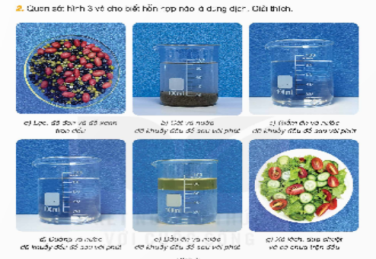 2. Quan sát hình 3 và cho biết hỗn hợp nào là dung dịch. Giải thích.
a) Lạc, đỗ đen và đỗ xanh
trộn đều
b) Cát và nước
đã khuấy đều để sau vài phút
c) Giấm ăn và nước
đã khuấy đều để sau vài phút
d) Đường và nước
đã khuấy đều để sau vài phút
e) Dầu ăn và nước
đã khuấy đều để sau vài phút
g) Xà lách, dưa chuột
và cà chua trộn đều